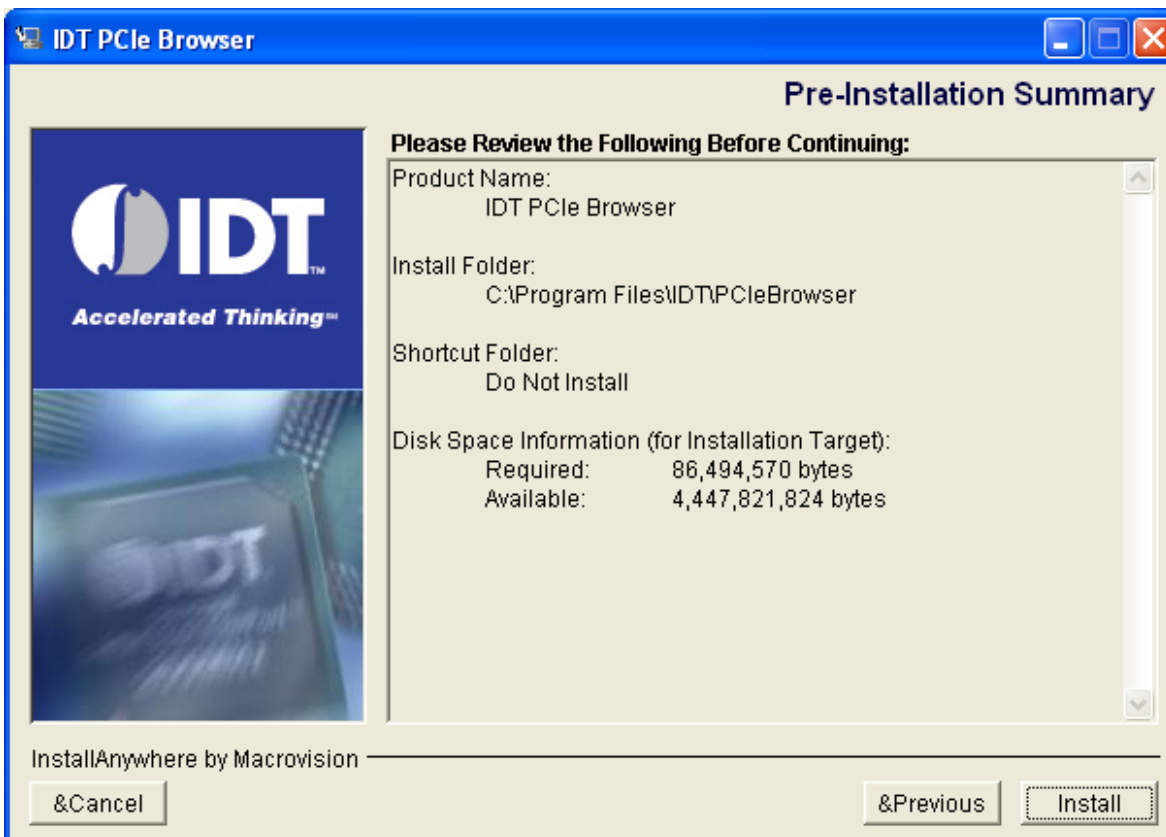 IDT PCIe Browser
Pre-Installation Summary
IDT TM
Accelerated Thinking SM
IDT
Please Review the Following Before Continuing:
Product Name:
IDT PCIe Browser
Install Folder:
C:\Program Files\IDT\PCIeBrowser
Shortcut Folder:
Do Not Install
Disk Space Information (for Installation Target):
Required: 86,494,570 bytes
Available: 4,447,821,824 bytes
InstallAnywhere by Macrovision
&Cancel
&Previous
Install